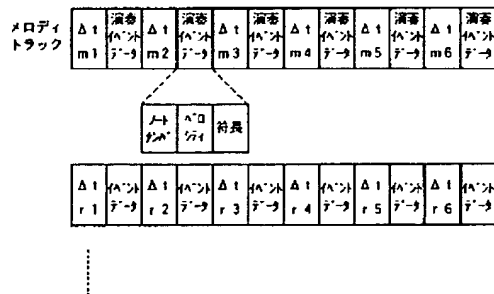 メロディ
トラック
Δt
m1
演奏
イベント
データ
Δt
m2
演奏
イベント
データ
Δt
m3
演奏
イベント
データ
Δt
m4
演奏
イベント
データ
Δt
m5
演奏
イベント
データ
Δt
m6
演奏
イベント
データ
ノート
ナンバ
ベロ
シティ
符長
Δt
r1
イベント
データ
Δt
r2
イベント
データ
Δt
r3
イベント
データ
Δt
r4
イベント
データ
Δt
r5
イベント
データ
Δt
r6
イベント
データ